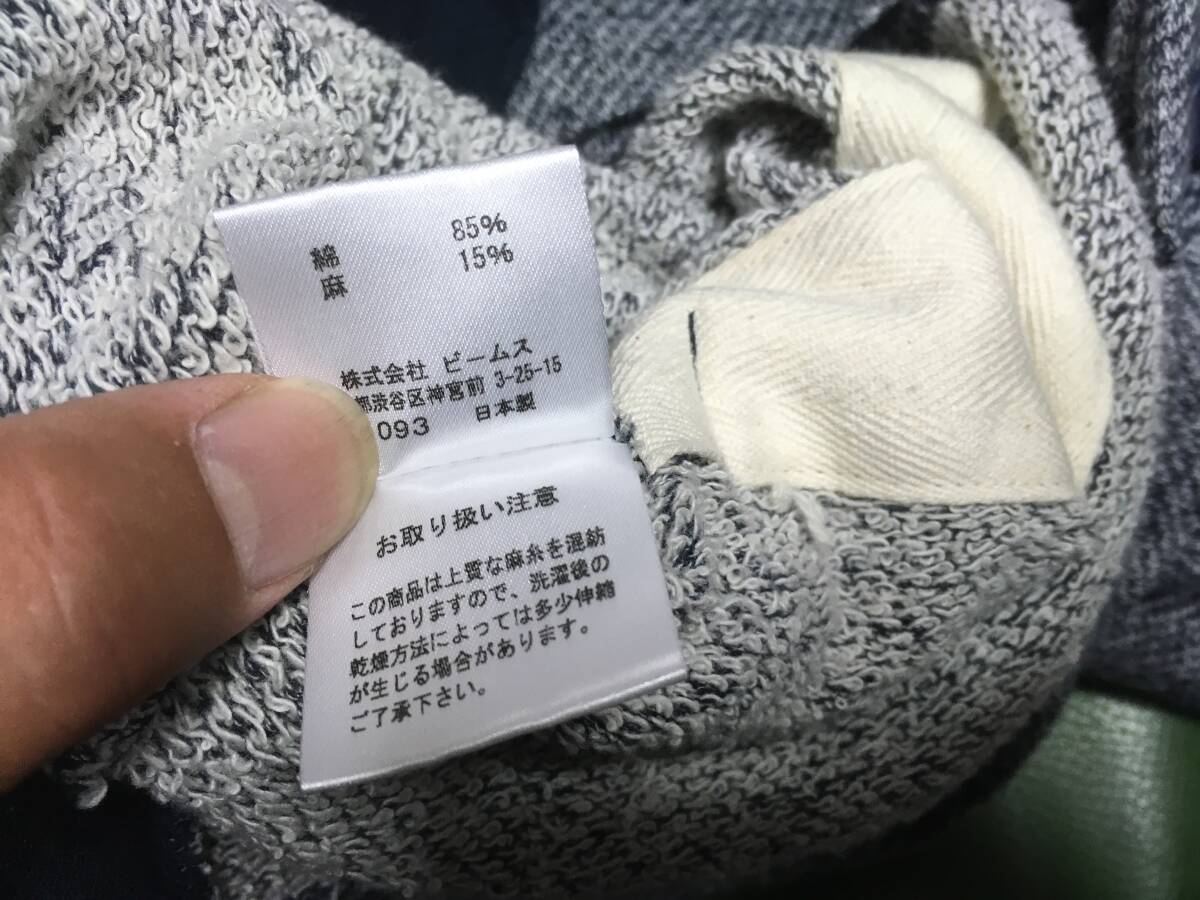 綿 85%
麻 15%
株式会社 ビームス
都渋谷区神宮前 3-25-15
093 日本製
お取り扱い注意
この商品は上質な麻糸を混紡
しておりますので、洗濯後の
乾燥方法によっては多少伸縮
が生じる場合があります。
ご了承下さい。